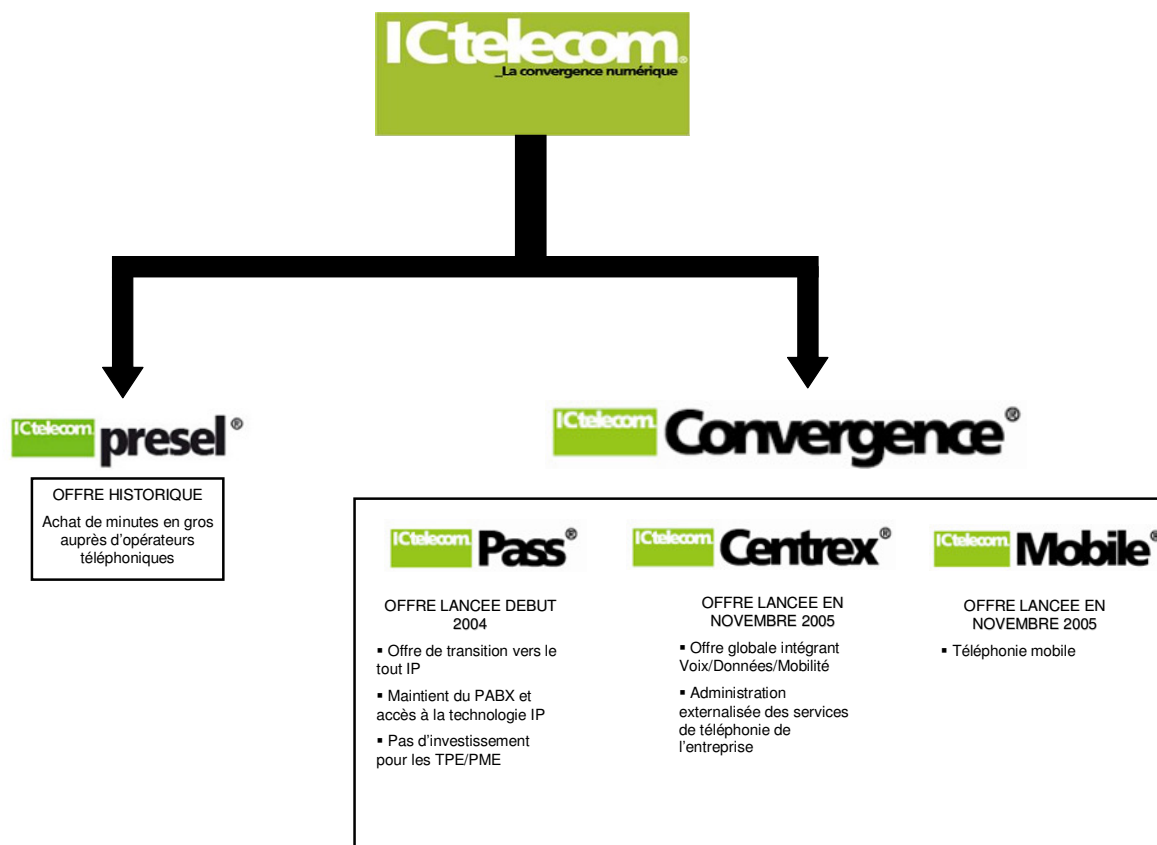 ICtelecom®
_La convergence numérique
ICtelecom presel®
ICtelecom Convergence®
OFFRE HISTORIQUE
Achat de minutes en gros
auprès d'opérateurs
téléphoniques
ICtelecom Pass®
OFFRE LANCEE DEBUT
2004
▪ Offre de transition vers le
tout IP
▪ Maintient du PABX et
accès à la technologie IP
▪ Pas d'investissement
pour les TPE/PME
ICtelecom Centrex®
OFFRE LANCEE EN
NOVEMBRE 2005
▪ Offre globale intégrant
Voix/Données/Mobilité
▪ Administration
externalisée des services
de téléphonie de
l'entreprise
ICtelecom Mobile®
OFFRE LANCEE EN
NOVEMBRE 2005
▪ Téléphonie mobile